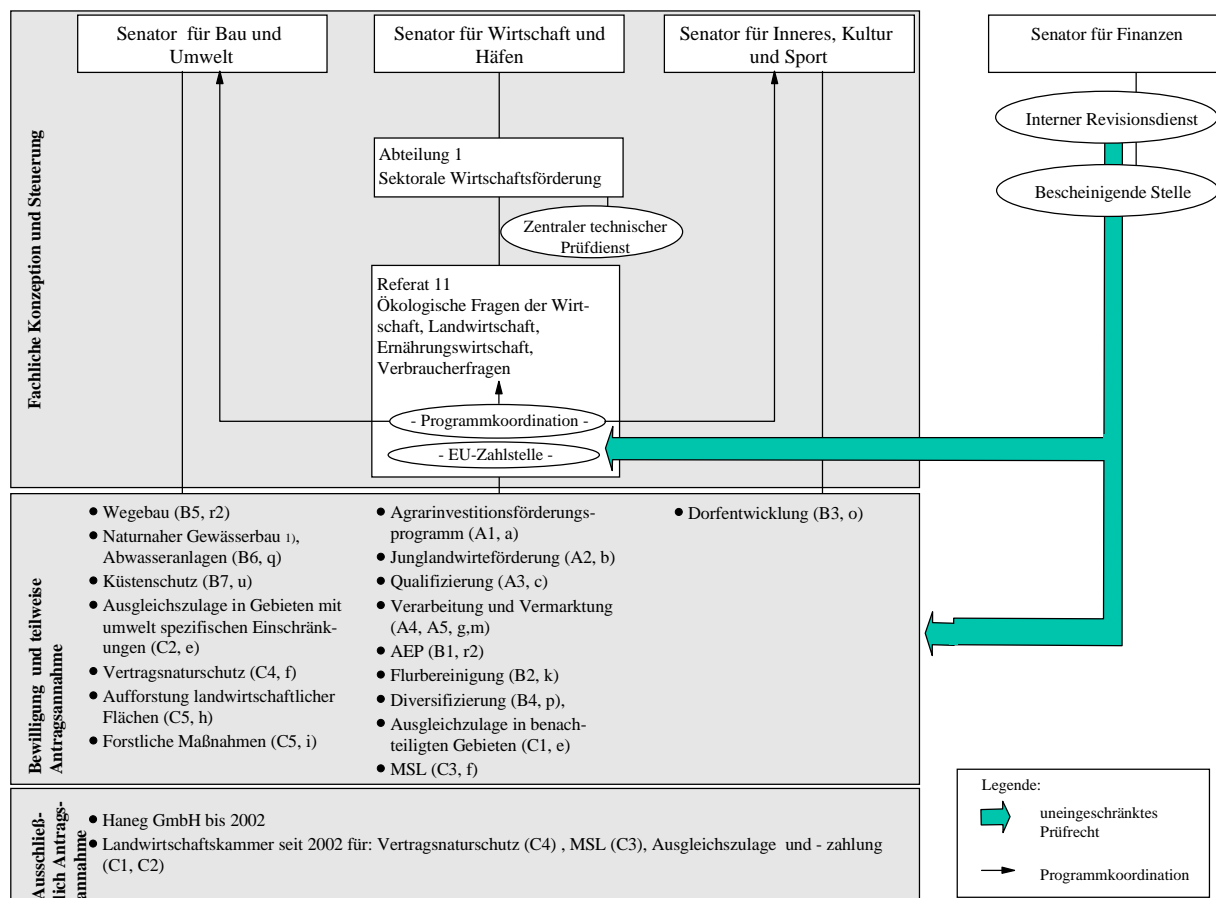 Senator für Bau und
Umwelt
Senator für Wirtschaft und
Häfen
Senator für Inneres, Kultur
und Sport
Senator für Finanzen
Interner Revisionsdienst
Bescheinigende Stelle
Fachliche Konzeption und Steuerung
Abteilung 1
Sektorale Wirtschaftsförderung
Zentraler technischer
Prüfdienst
Referat 11
Ökologische Fragen der Wirt-
schaft, Landwirtschaft,
Ernährungswirtschaft,
Verbraucherfragen
- Programmkoordination -
- EU-Zahlstelle -
Bewilligung und teilweise
Antragsannahme
● Wegebau (B5, r2)
● Naturnaher Gewässerbau 1),
Abwasseranlagen (B6, q)
● Küstenschutz (B7, u)
● Ausgleichszulage in Gebieten mit
umwelt spezifischen Einschränk-
ungen (C2, e)
● Vertragsnaturschutz (C4, f)
● Aufforstung landwirtschaftlicher
Flächen (C5, h)
● Forstliche Maßnahmen (C5, i)
● Agrarinvestitionsförderungs-
programm (A1, a)
● Junglandwirteförderung (A2, b)
● Qualifizierung (A3, c)
● Verarbeitung und Vermarktung
(A4, A5, g,m)
● AEP (B1, r2)
● Flurbereinigung (B2, k)
● Diversifizierung (B4, p),
● Ausgleichzulage in benach-
teiligten Gebieten (C1, e)
● MSL (C3, f)
● Dorfentwicklung (B3, o)
Ausschließ-
lich Antrags-
annahme
● Haneg GmbH bis 2002
● Landwirtschaftskammer seit 2002 für: Vertragsnaturschutz (C4) , MSL (C3), Ausgleichszulage und - zahlung
(C1, C2)
Legende:
uneingeschränktes
Prüfrecht
Programmkoordination